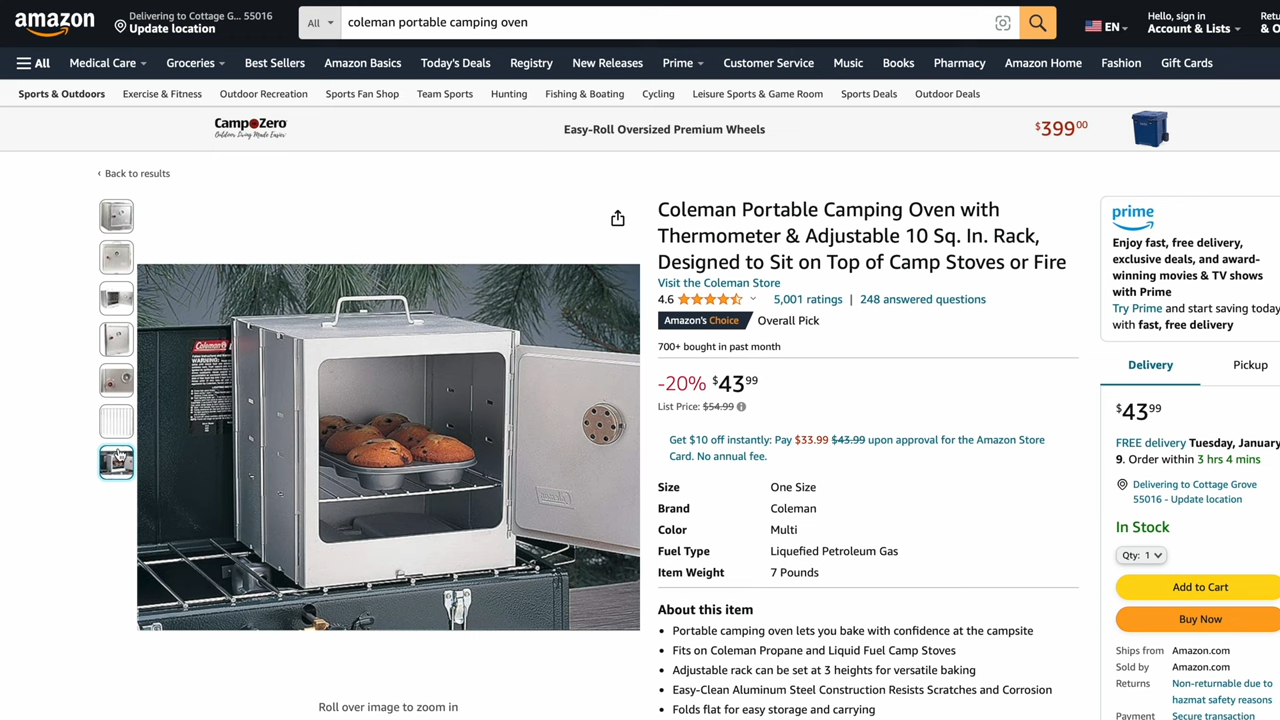 amazon
Delivering to Cottage G... 55016
Update location
All
coleman portable camping oven
EN
Hello, sign in
Account & Lists
Retu
& O
All
Medical Care
Groceries
Best Sellers
Amazon Basics
Today's Deals
Registry
New Releases
Prime
Customer Service
Music
Books
Pharmacy
Amazon Home
Fashion
Gift Cards
Sports & Outdoors
Exercise & Fitness
Outdoor Recreation
Sports Fan Shop
Team Sports
Hunting
Fishing & Boating
Cycling
Leisure Sports & Game Room
Sports Deals
Outdoor Deals
Camp Zero
Outdoor Living Made Easier
Easy-Roll Oversized Premium Wheels
$39900
‹ Back to results
Coleman
WARNING:
Roll over image to zoom in
Coleman Portable Camping Oven with
Thermometer & Adjustable 10 Sq. In. Rack,
Designed to Sit on Top of Camp Stoves or Fire
Visit the Coleman Store
4.6
5,001 ratings | 248 answered questions
Amazon's Choice
Overall Pick
700+ bought in past month
-20% $4399
List Price: $54.99
Get $10 off instantly: Pay $33.99 $43.99 upon approval for the Amazon Store
Card. No annual fee.
Size One Size
Brand Coleman
Color Multi
Fuel Type Liquefied Petroleum Gas
Item Weight 7 Pounds
About this item
• Portable camping oven lets you bake with confidence at the campsite
• Fits on Coleman Propane and Liquid Fuel Camp Stoves
• Adjustable rack can be set at 3 heights for versatile baking
• Easy-Clean Aluminum Steel Construction Resists Scratches and Corrosion
• Folds flat for easy storage and carrying
prime
Enjoy fast, free delivery,
exclusive deals, and award-
winning movies & TV shows
with Prime
Try Prime and start saving today
with fast, free delivery
Delivery
Pickup
$4399
FREE delivery Tuesday, January
9. Order within 3 hrs 4 mins
Delivering to Cottage Grove
55016 - Update location
In Stock
Qty: 1
Add to Cart
Buy Now
Ships from Amazon.com
Sold by Amazon.com
Returns Non-returnable due to
hazmat safety reasons
Payment Secure transaction